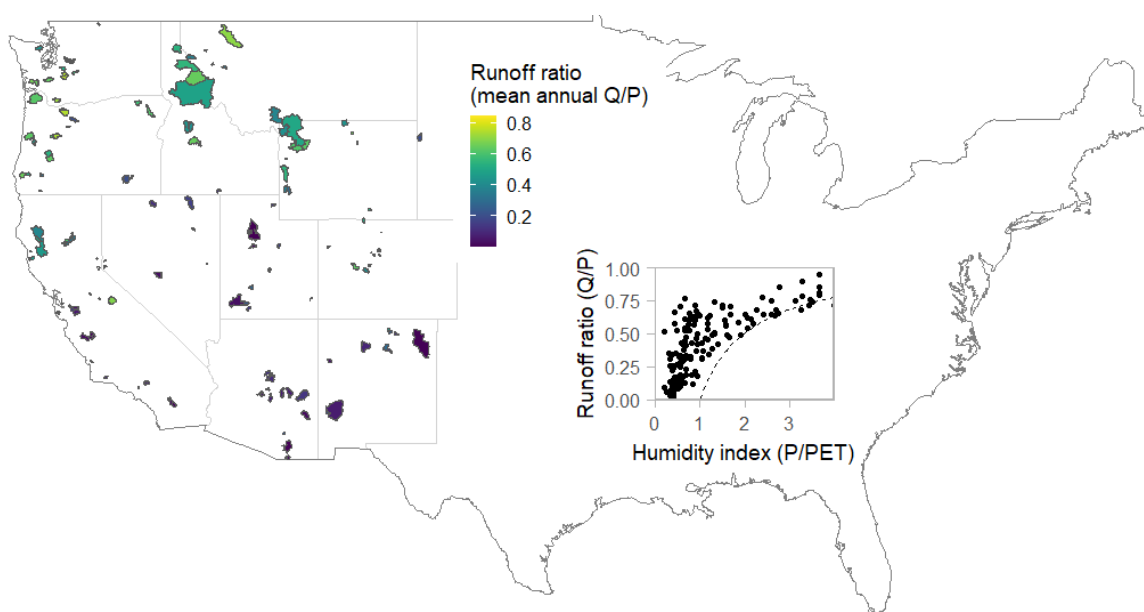 Runoff ratio
(mean annual Q/P)
0.8
0.6
0.4
0.2
Runoff ratio (Q/P)
1.00
0.75
0.50
0.25
0.00
0 1 2 3
Humidity index (P/PET)